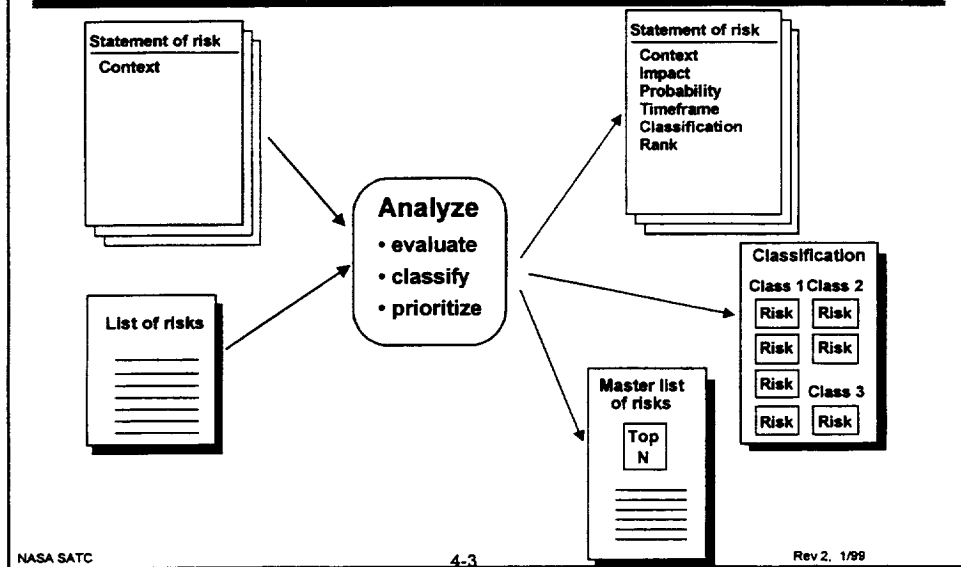 Statement of risk
Context
Statement of risk
Context
Impact
Probability
Timeframe
Classification
Rank
Analyze
• evaluate
• classify
• prioritize
List of risks
Classification
Class 1 Class 2
Risk Risk
Risk Risk
Risk
Class 3
Risk Risk
Master list
of risks
Top
N
NASA SATC
4-3
Rev 2, 1/99